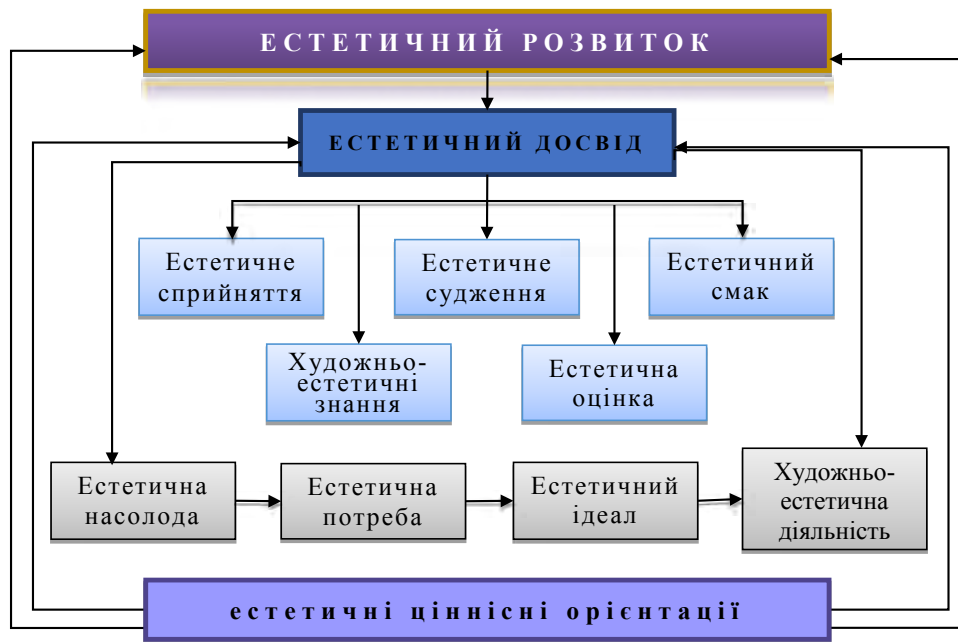 ЕСТЕТИЧНИЙ РОЗВИТОК
ЕСТЕТИЧНИЙ ДОСВІД
Естетичне
сприйняття
Естетичне
судження
Естетичний
смак
Художньо-
естетичні
знання
Естетична
оцінка
Естетична
насолода
Естетична
потреба
Естетичний
ідеал
Художньо-
естетична
діяльність
естетичні ціннісні орієнтації